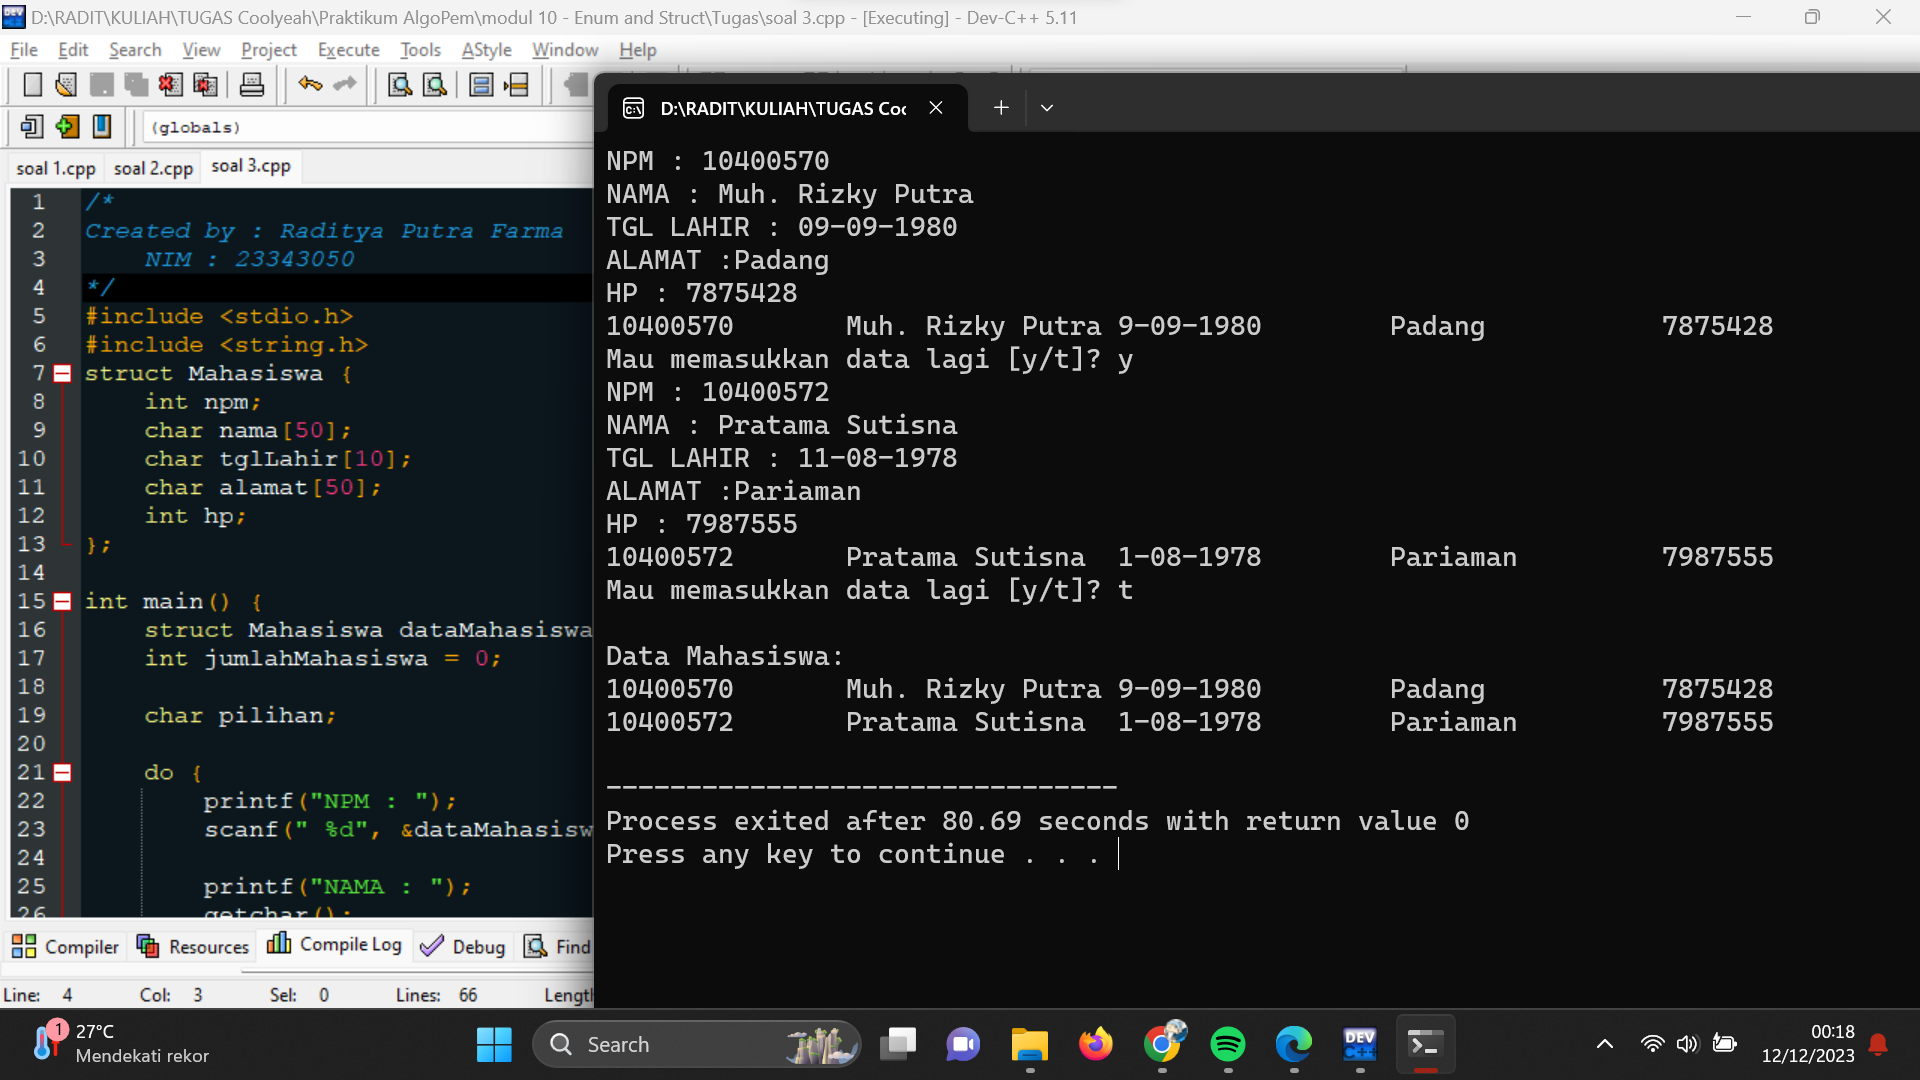 D:\RADIT\KULIAH\TUGAS Coolyeah\Praktikum AlgoPem\modul 10 - Enum and Struct\Tugas\soal 3.cpp - [Executing] - Dev-C++ 5.11
File Edit Search View Project Execute Tools AStyle Window Help
(globals)
soal 1.cpp soal 2.cpp soal 3.cpp
1 /*
2 Created by : Raditya Putra Farma
3 NIM : 23343050
4 */
5 #include <stdio.h>
6 #include <string.h>
7 struct Mahasiswa {
8 int npm;
9 char nama[50];
10 char tglLahir[10];
11 char alamat[50];
12 int hp;
13 };
14
15 int main() {
16 struct Mahasiswa dataMahasiswa
17 int jumlahMahasiswa = 0;
18
19 char pilihan;
20
21 do {
22 printf("NPM : ");
23 scanf(" %d", &dataMahasisw
24
25 printf("NAMA : ");
26 getchar();
Compiler Resources Compile Log Debug Find
Line: 4 Col: 3 Sel: 0 Lines: 66 Length
D:\RADIT\KULIAH\TUGAS Coo
NPM : 10400570
NAMA : Muh. Rizky Putra
TGL LAHIR : 09-09-1980
ALAMAT :Padang
HP : 7875428
10400570 Muh. Rizky Putra 9-09-1980 Padang 7875428
Mau memasukkan data lagi [y/t]? y
NPM : 10400572
NAMA : Pratama Sutisna
TGL LAHIR : 11-08-1978
ALAMAT :Pariaman
HP : 7987555
10400572 Pratama Sutisna 1-08-1978 Pariaman 7987555
Mau memasukkan data lagi [y/t]? t
Data Mahasiswa:
10400570 Muh. Rizky Putra 9-09-1980 Padang 7875428
10400572 Pratama Sutisna 1-08-1978 Pariaman 7987555
--------------------------------
Process exited after 80.69 seconds with return value 0
Press any key to continue . . .
1
27°C
Mendekati rekor
Search
DEV C++
00:18
12/12/2023